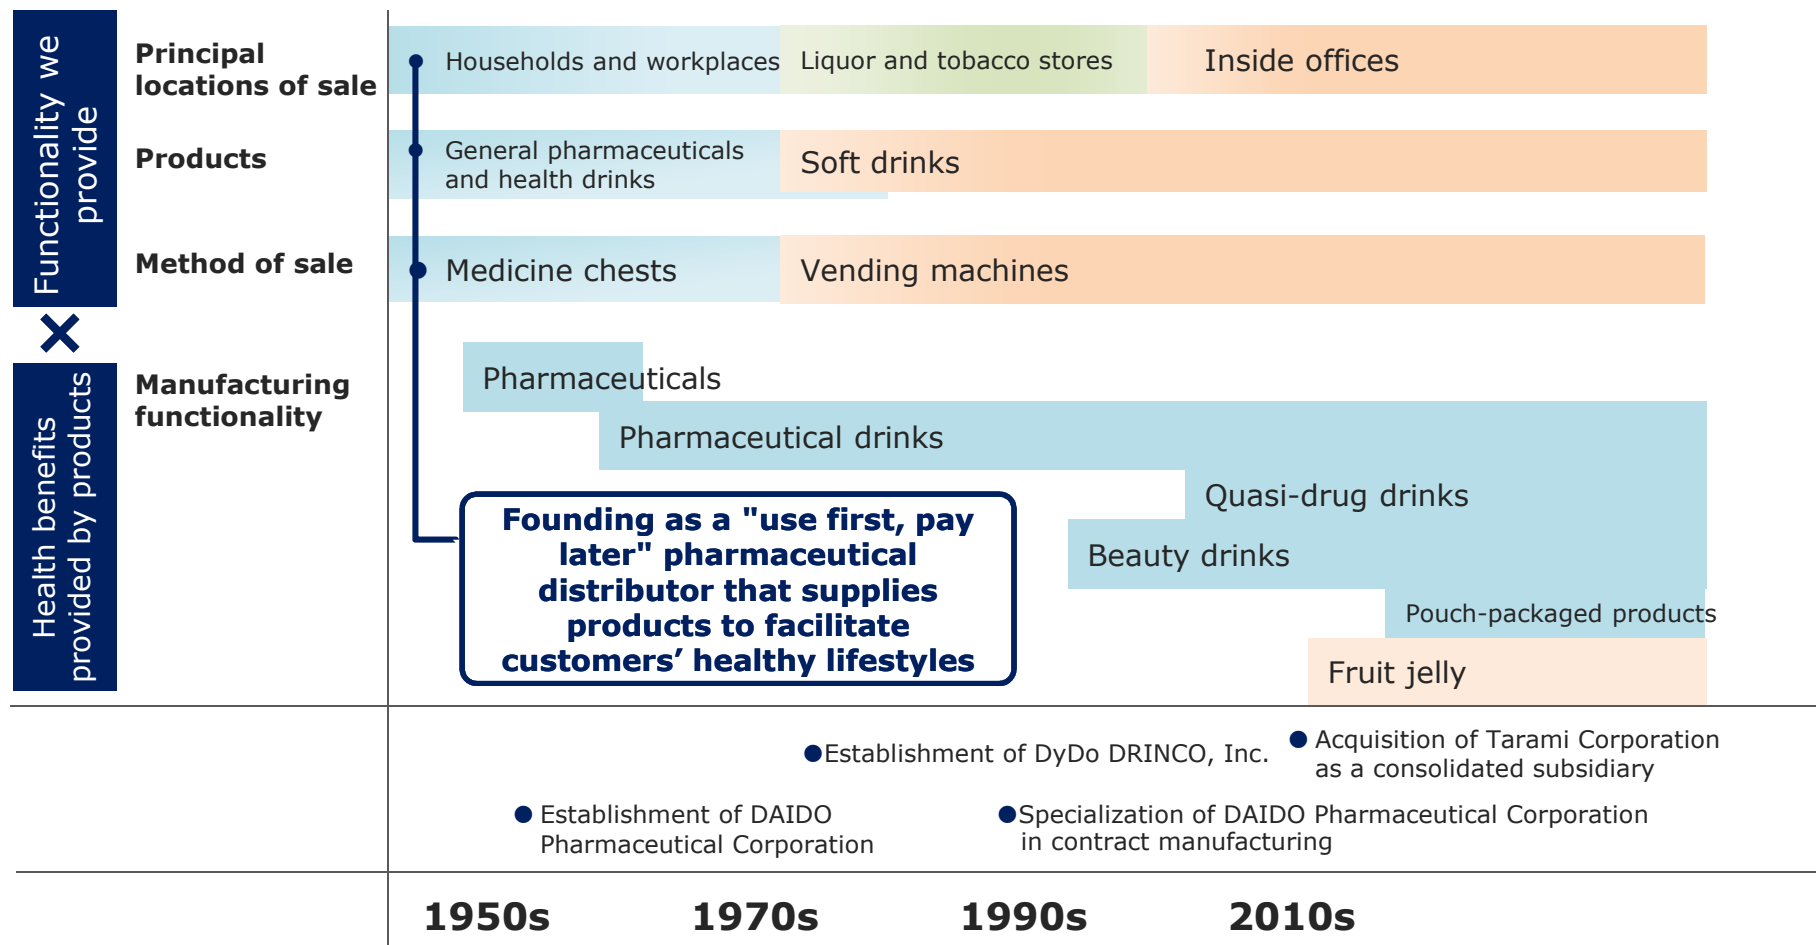 Functionality we
provide
Principal
locations of sale
Households and workplaces
Liquor and tobacco stores
Inside offices
Products
General pharmaceuticals
and health drinks
Soft drinks
Method of sale
Medicine chests
Vending machines
×
Health benefits
provided by products
Manufacturing
functionality
Pharmaceuticals
Pharmaceutical drinks
Quasi-drug drinks
Beauty drinks
Pouch-packaged products
Fruit jelly
Founding as a "use first, pay
later" pharmaceutical
distributor that supplies
products to facilitate
customers’ healthy lifestyles
●Establishment of DyDo DRINCO, Inc.
● Acquisition of Tarami Corporation
as a consolidated subsidiary
● Establishment of DAIDO
Pharmaceutical Corporation
●Specialization of DAIDO Pharmaceutical Corporation
in contract manufacturing
1950s
1970s
1990s
2010s